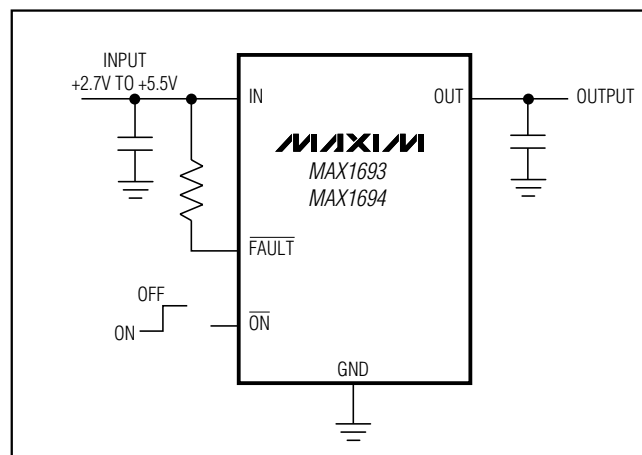 INPUT
+2.7V TO +5.5V
IN
OUT
OUTPUT
MAXIM
MAX1693
MAX1694
FAULT
OFF
ON
ON
GND